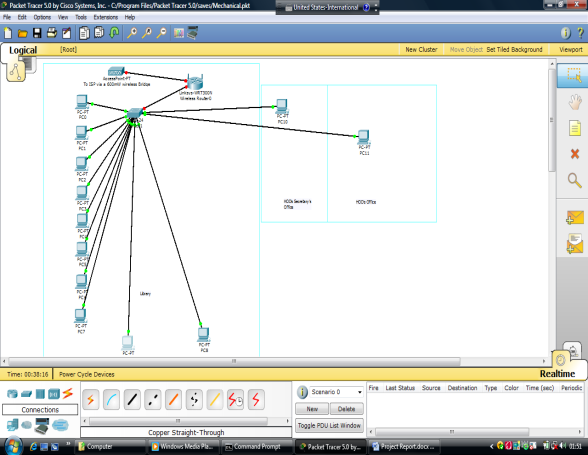 Packet Tracer 5.0 by Cisco Systems, Inc. - C:/Program Files/Packet Tracer 5.0/saves/Mechanical.pkt
United States-International
File Edit Options View Tools Extensions Help
Logical [Root] New Cluster Move Object Set Tiled Background Viewport
AccessPoint-PT
To ISP via a 600mW wireless Bridge
Linksys-WRT300N
Wireless Router0
PC-PT
PC0
PC-PT
PC10
PC-PT
PC1
PC-PT
PC11
PC-PT
PC2
PC-PT
PC-PT
PC-PT
PC-PT
PC-PT
PC7
HODs Secretary's
Office
HODs Office
Library
PC-PT
PC-PT
PC8
Time: 00:38:16 Power Cycle Devices Realtime
Connections
Copper Straight-Through
Scenario 0
New Delete
Toggle PDU List Window
Fire Last Status Source Destination Type Color Time (sec) Periodic
Computer Windows Media Pla... Command Prompt Packet Tracer 5.0 by... Project Report.docx... 01:51